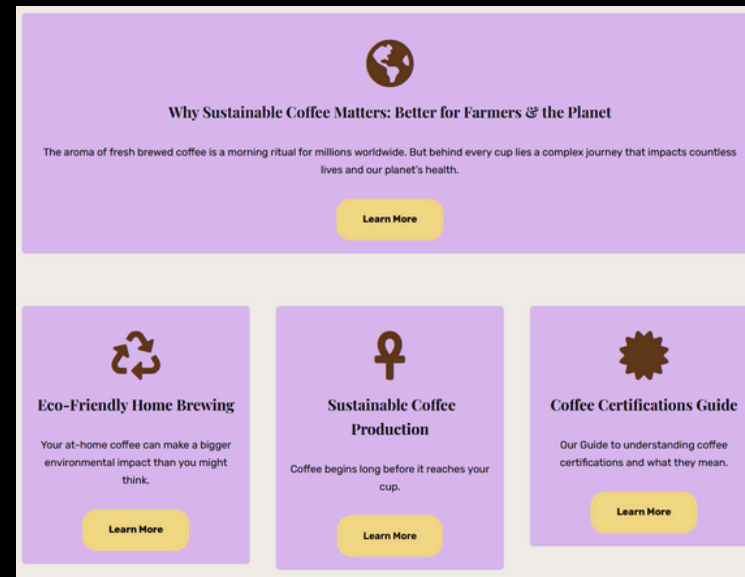 Why Sustainable Coffee Matters: Better for Farmers & the Planet
The aroma of fresh brewed coffee is a morning ritual for millions worldwide. But behind every cup lies a complex journey that impacts countless
lives and our planet's health.
Learn More
Eco-Friendly Home Brewing
Your at-home coffee can make a bigger
environmental impact than you might
think.
Learn More
Sustainable Coffee
Production
Coffee begins long before it reaches your
cup.
Learn More
Coffee Certifications Guide
Our Guide to understanding coffee
certifications and what they mean.
Learn More